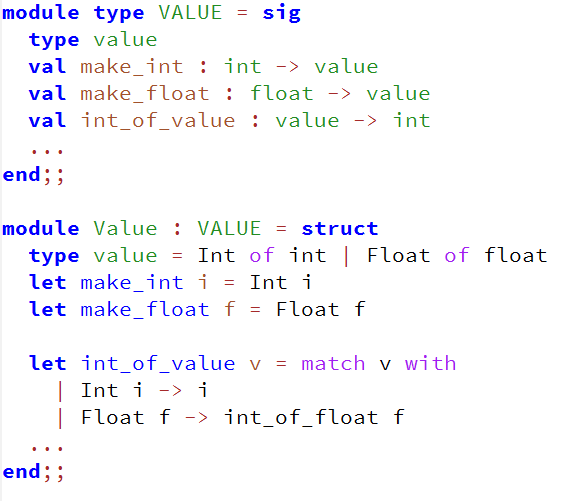 module type VALUE = sig
  type value
  val make_int : int -> value
  val make_float : float -> value
  val int_of_value : value -> int
  ...
end;;

module Value : VALUE = struct
  type value = Int of int | Float of float
  let make_int i = Int i
  let make_float f = Float f

  let int_of_value v = match v with
    | Int i -> i
    | Float f -> int_of_float f
  ...
end;;